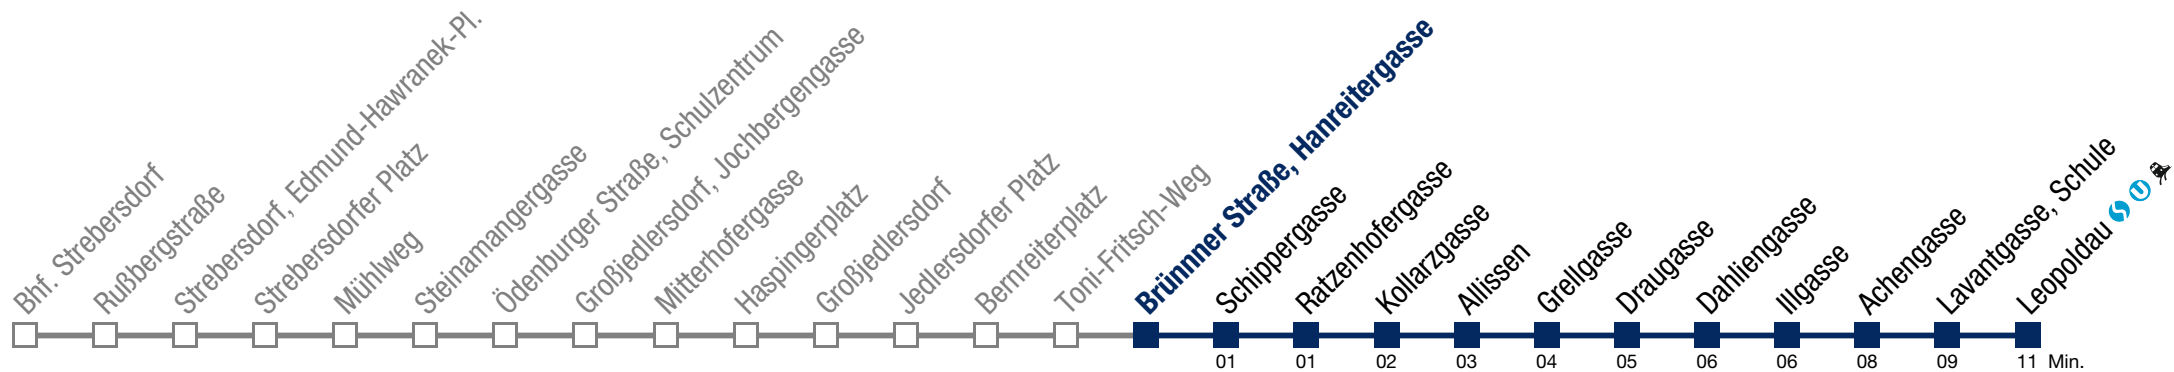 Bhf. Strebersdorf
Rußbergstraße
Strebersdorf, Edmund-Hawranek-Pl.
Strebersdorfer Platz
Mühlweg
Steinamangergasse
Ödenburger Straße, Schulzentrum
Großjedlersdorf, Jochbergengasse
Mitterhofergasse
Haspingerplatz
Großjedlersdorf
Jedlersdorfer Platz
Bernreiterplatz
Toni-Fritsch-Weg
Brünnner Straße, Hanreitergasse
Schippergasse
Ratzenhofergasse
Kollarzgasse
Allissen
Grellgasse
Draugasse
Dahliengasse
Illgasse
Achengasse
Lavantgasse, Schule
Leopoldau S U
01 01 02 03 04 05 06 06 08 09 11 Min.